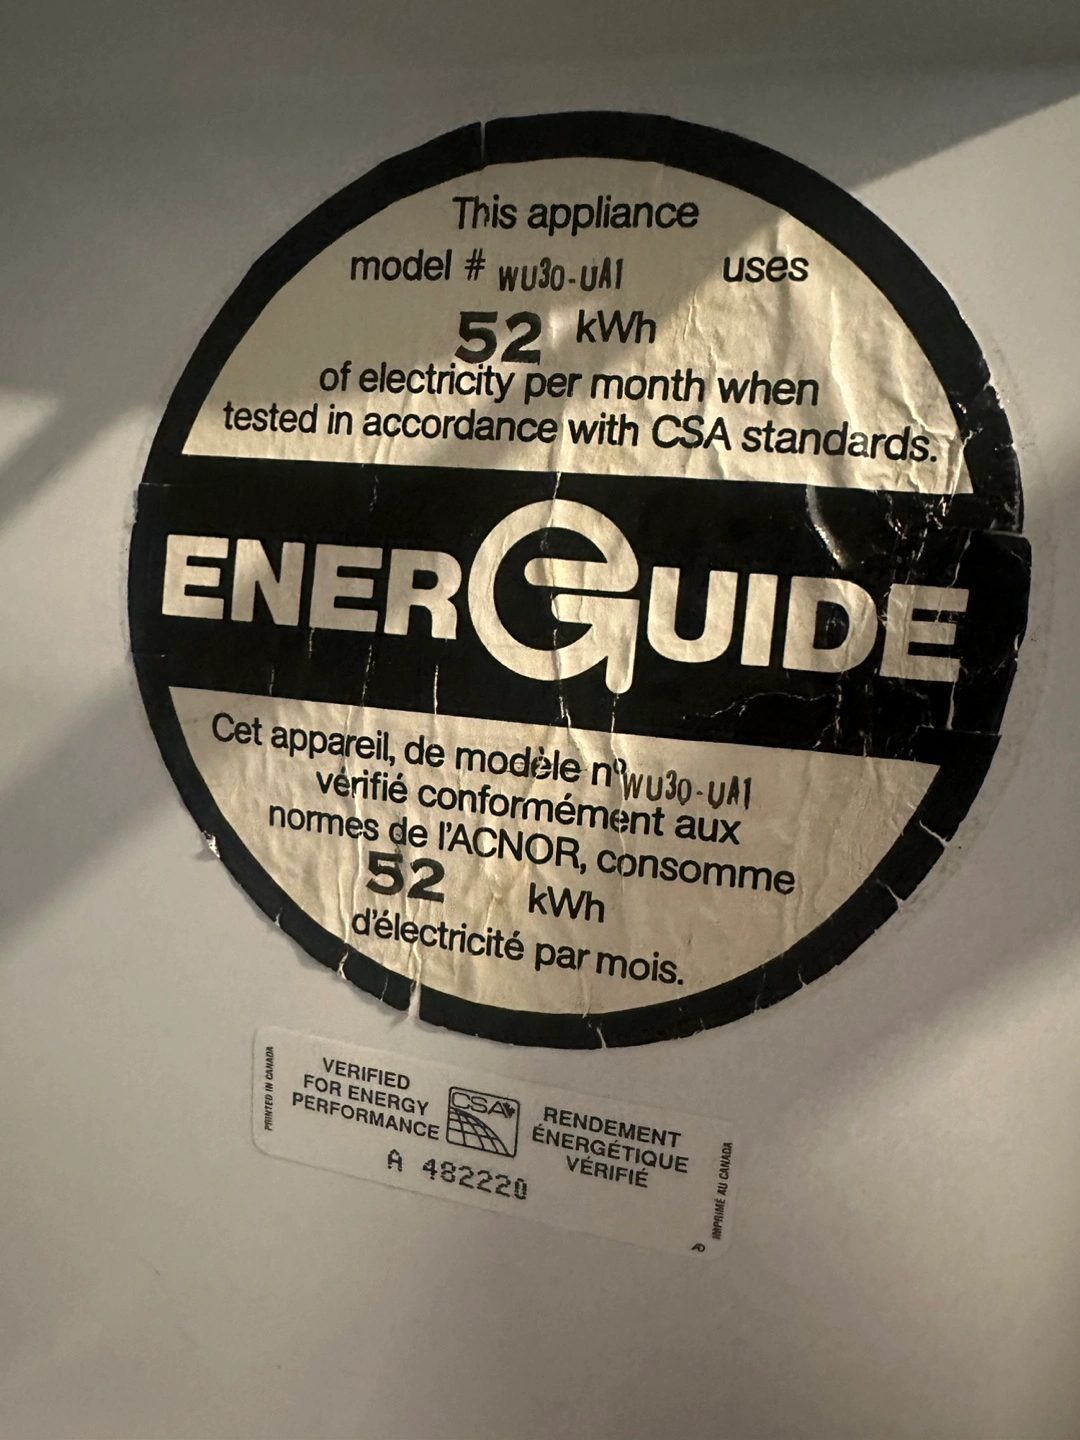 This appliance
model # WU30-UA1 uses
52 kWh
of electricity per month when
tested in accordance with CSA standards.
ENERGUIDE
Cet appareil, de modèle nº WU30-UA1
vérifié conformément aux
normes de l'ACNOR, consomme
52 kWh
d'électricité par mois.
PRINTED IN CANADA
VERIFIED
FOR ENERGY
PERFORMANCE
CSA
RENDEMENT
ÉNERGÉTIQUE
VÉRIFIÉ
A 482220
IMPRIMÉ AU CANADA